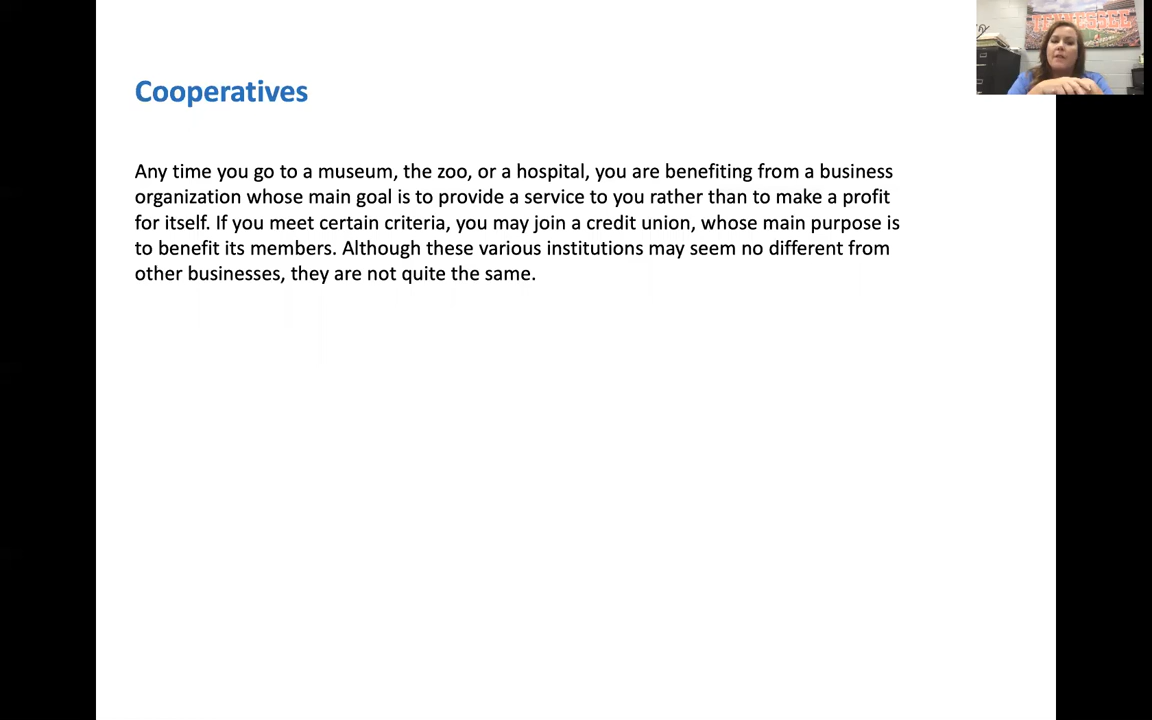 TENNESSEE
Cooperatives
Any time you go to a museum, the zoo, or a hospital, you are benefiting from a business
organization whose main goal is to provide a service to you rather than to make a profit
for itself. If you meet certain criteria, you may join a credit union, whose main purpose is
to benefit its members. Although these various institutions may seem no different from
other businesses, they are not quite the same.